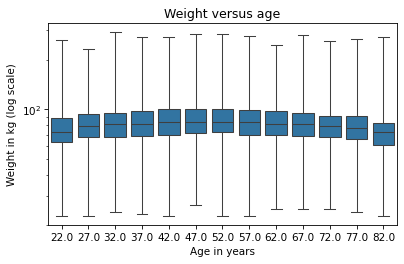 Weight versus age
Weight in kg (log scale)
10²
22.0 27.0 32.0 37.0 42.0 47.0 52.0 57.0 62.0 67.0 72.0 77.0 82.0
Age in years